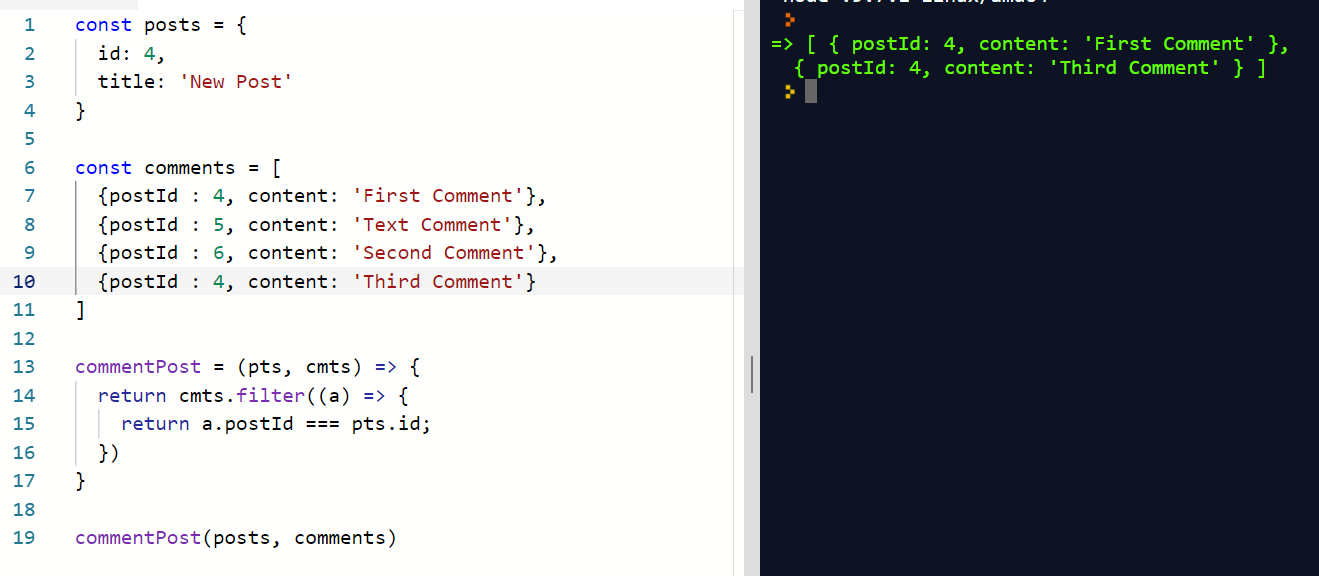 1 const posts = {
2 id: 4,
3 title: 'New Post'
4 }
5
6 const comments = [
7 {postId : 4, content: 'First Comment'},
8 {postId : 5, content: 'Text Comment'},
9 {postId : 6, content: 'Second Comment'},
10 {postId : 4, content: 'Third Comment'}
11 ]
12
13 commentPost = (pts, cmts) => {
14 return cmts.filter((a) => {
15 return a.postId === pts.id;
16 })
17 }
18
19 commentPost(posts, comments)
=> [ { postId: 4, content: 'First Comment' },
{ postId: 4, content: 'Third Comment' } ]